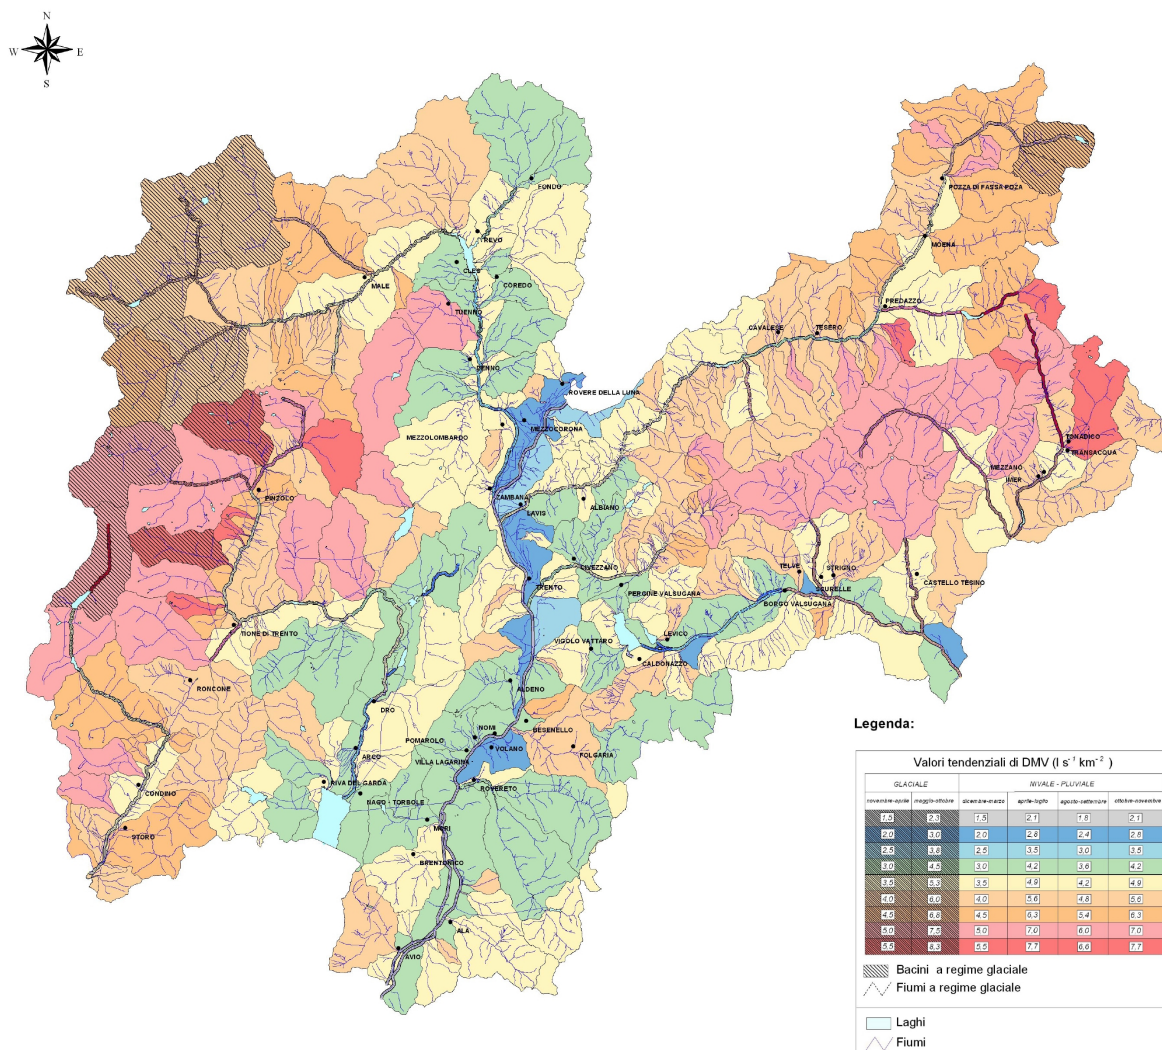 N
W E
S
FONDO
REVO
CLES
COREDO
MALE
TUENNO
DENNO
ROVERE DELLA LUNA
MEZZOCORONA
MEZZOLOMBARDO
ZAMBANA
LAVIS
ALBIANO
POZZA DI FASSA POZA
MOENA
PREDAZZO
CAVALESE
TESERO
TONADICO
TRANSACQUA
MEZZANO
IMER
PINZOLO
CIVEZZANO
TRENTO
PERGINE VALSUGANA
TELVE
STRIGNO
SCURELLE
CASTELLO TESINO
BORGO VALSUGANA
TIONE DI TRENTO
LEVICO
VIGOLO VATTARO
CALDONAZZO
RONCONE
ALDENO
DRO
BESENELLO
NOMI
POMAROLO
VOLANO
FOLGARIA
ARCO
VILLA LAGARINA
RIVA DEL GARDA
ROVERETO
NAGO - TORBOLE
CONDINO
STORO
MORI
BRENTONICO
ALA
AVIO
Legenda:
Valori tendenziali di DMV (l s⁻¹ km⁻²)
GLACIALE NIVALE - PLUVIALE
novembre-aprile maggio-ottobre dicembre-marzo aprile-luglio agosto-settembre ottobre-novembre
1,5 2,3 1,5 2,1 1,8 2,1
2,0 3,0 2,0 2,8 2,4 2,8
2,5 3,8 2,5 3,5 3,0 3,5
3,0 4,5 3,0 4,2 3,6 4,2
3,5 5,3 3,5 4,9 4,2 4,9
4,0 6,0 4,0 5,6 4,8 5,6
4,5 6,8 4,5 6,3 5,4 6,3
5,0 7,5 5,0 7,0 6,0 7,0
5,5 8,3 5,5 7,7 6,6 7,7
Bacini a regime glaciale
Fiumi a regime glaciale
Laghi
Fiumi